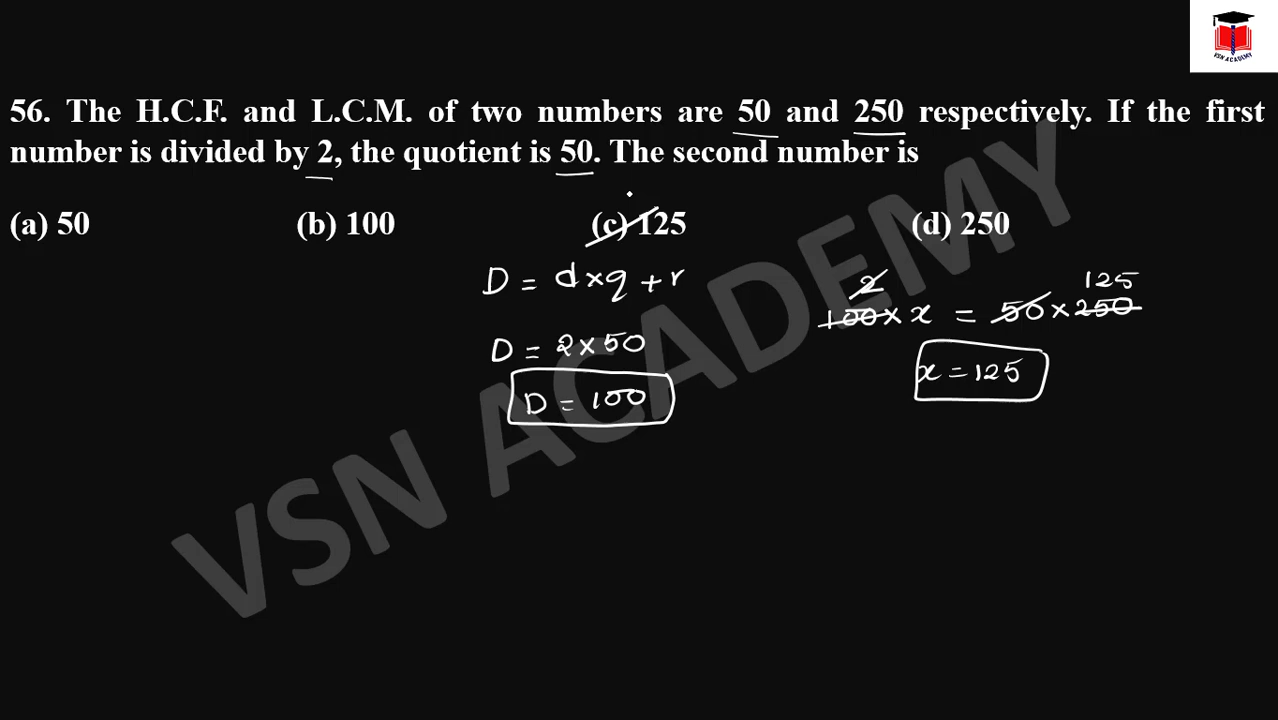 VSN ACADEMY
56. The H.C.F. and L.C.M. of two numbers are 50 and 250 respectively. If the first
number is divided by 2, the quotient is 50. The second number is
(a) 50 (b) 100 (c) 125 (d) 250
D = d × q + r
D = 2 × 50
D = 100
2 125
100 × x = 50 × 250
x = 125
VSN ACADEMY